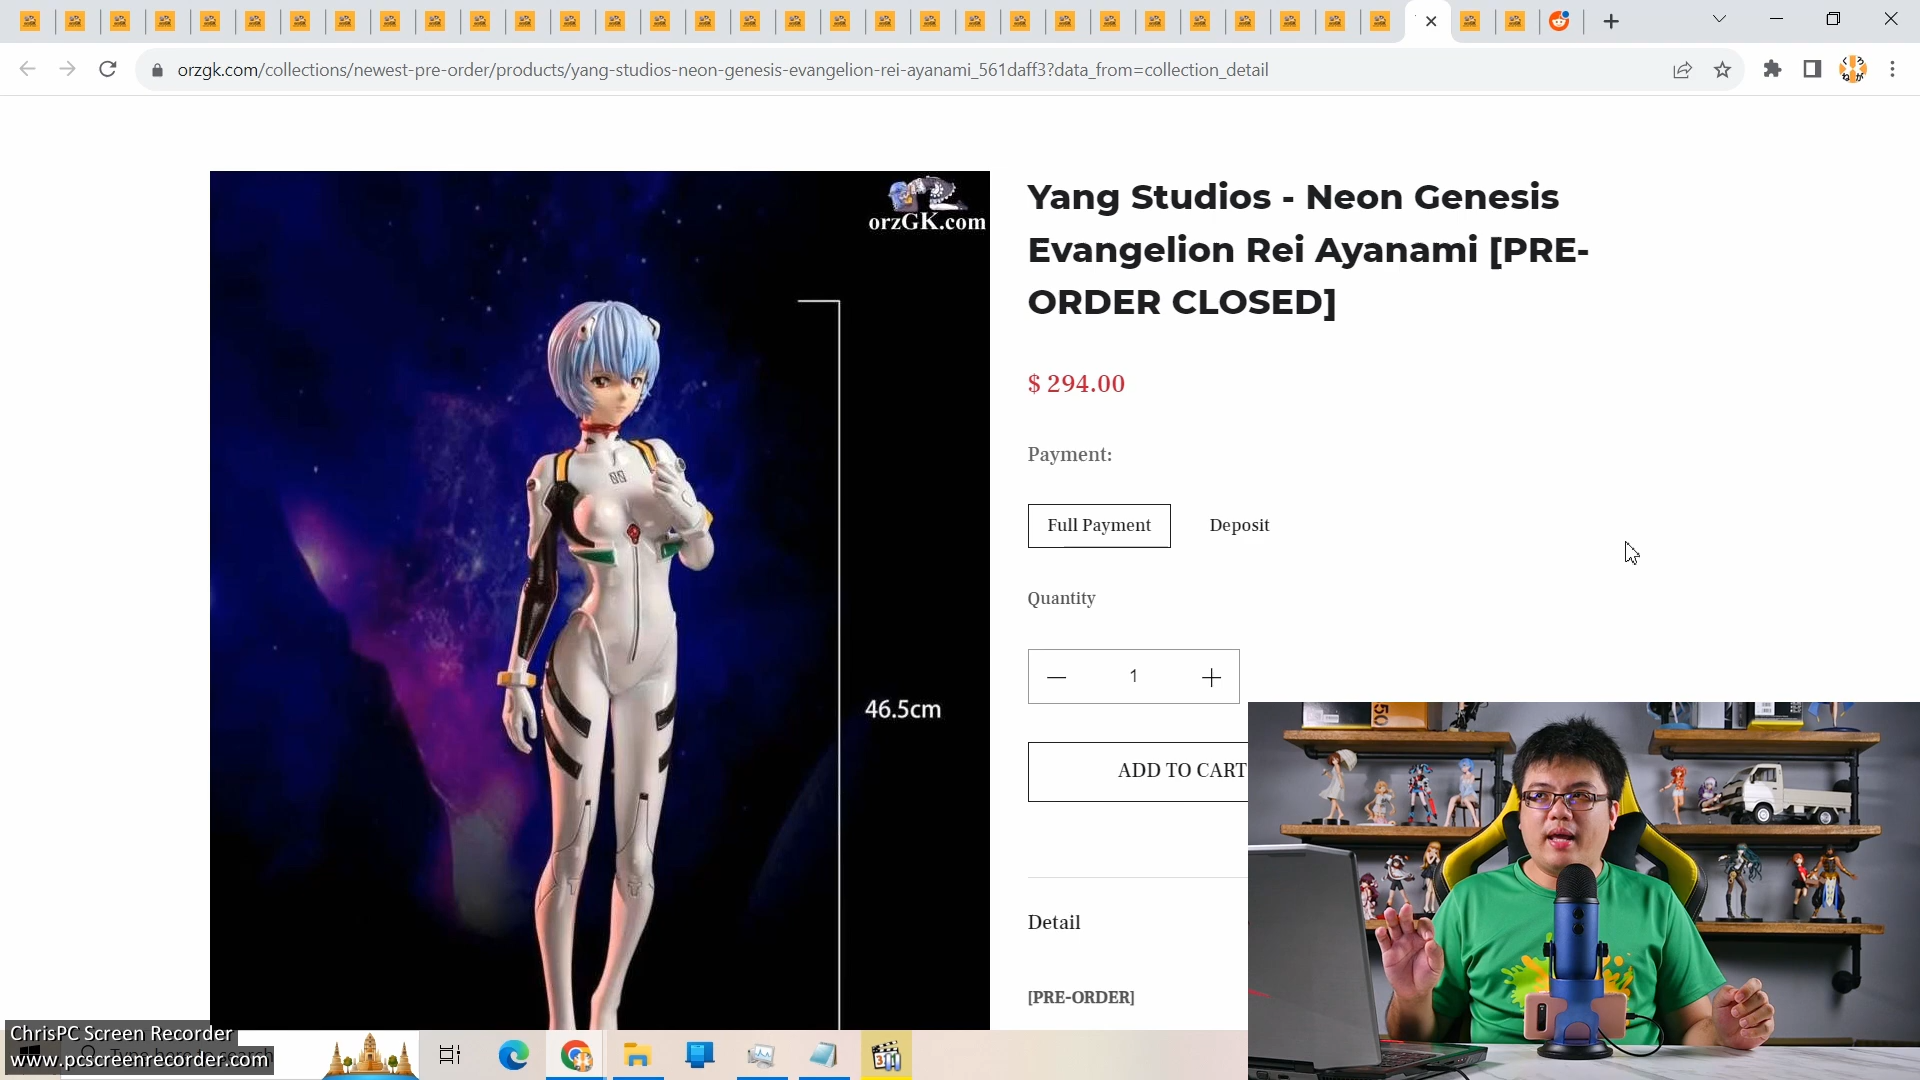 orzgk.com/collections/newest-pre-order/products/yang-studios-neon-genesis-evangelion-rei-ayanami_561daff3?data_from=collection_detail
orzGK.com
46.5cm
Yang Studios - Neon Genesis
Evangelion Rei Ayanami [PRE-
ORDER CLOSED]
$ 294.00
Payment:
Full Payment
Deposit
Quantity
1
ADD TO CART
Detail
[PRE-ORDER]
ChrisPC Screen Recorder
www.pcscreenrecorder.com